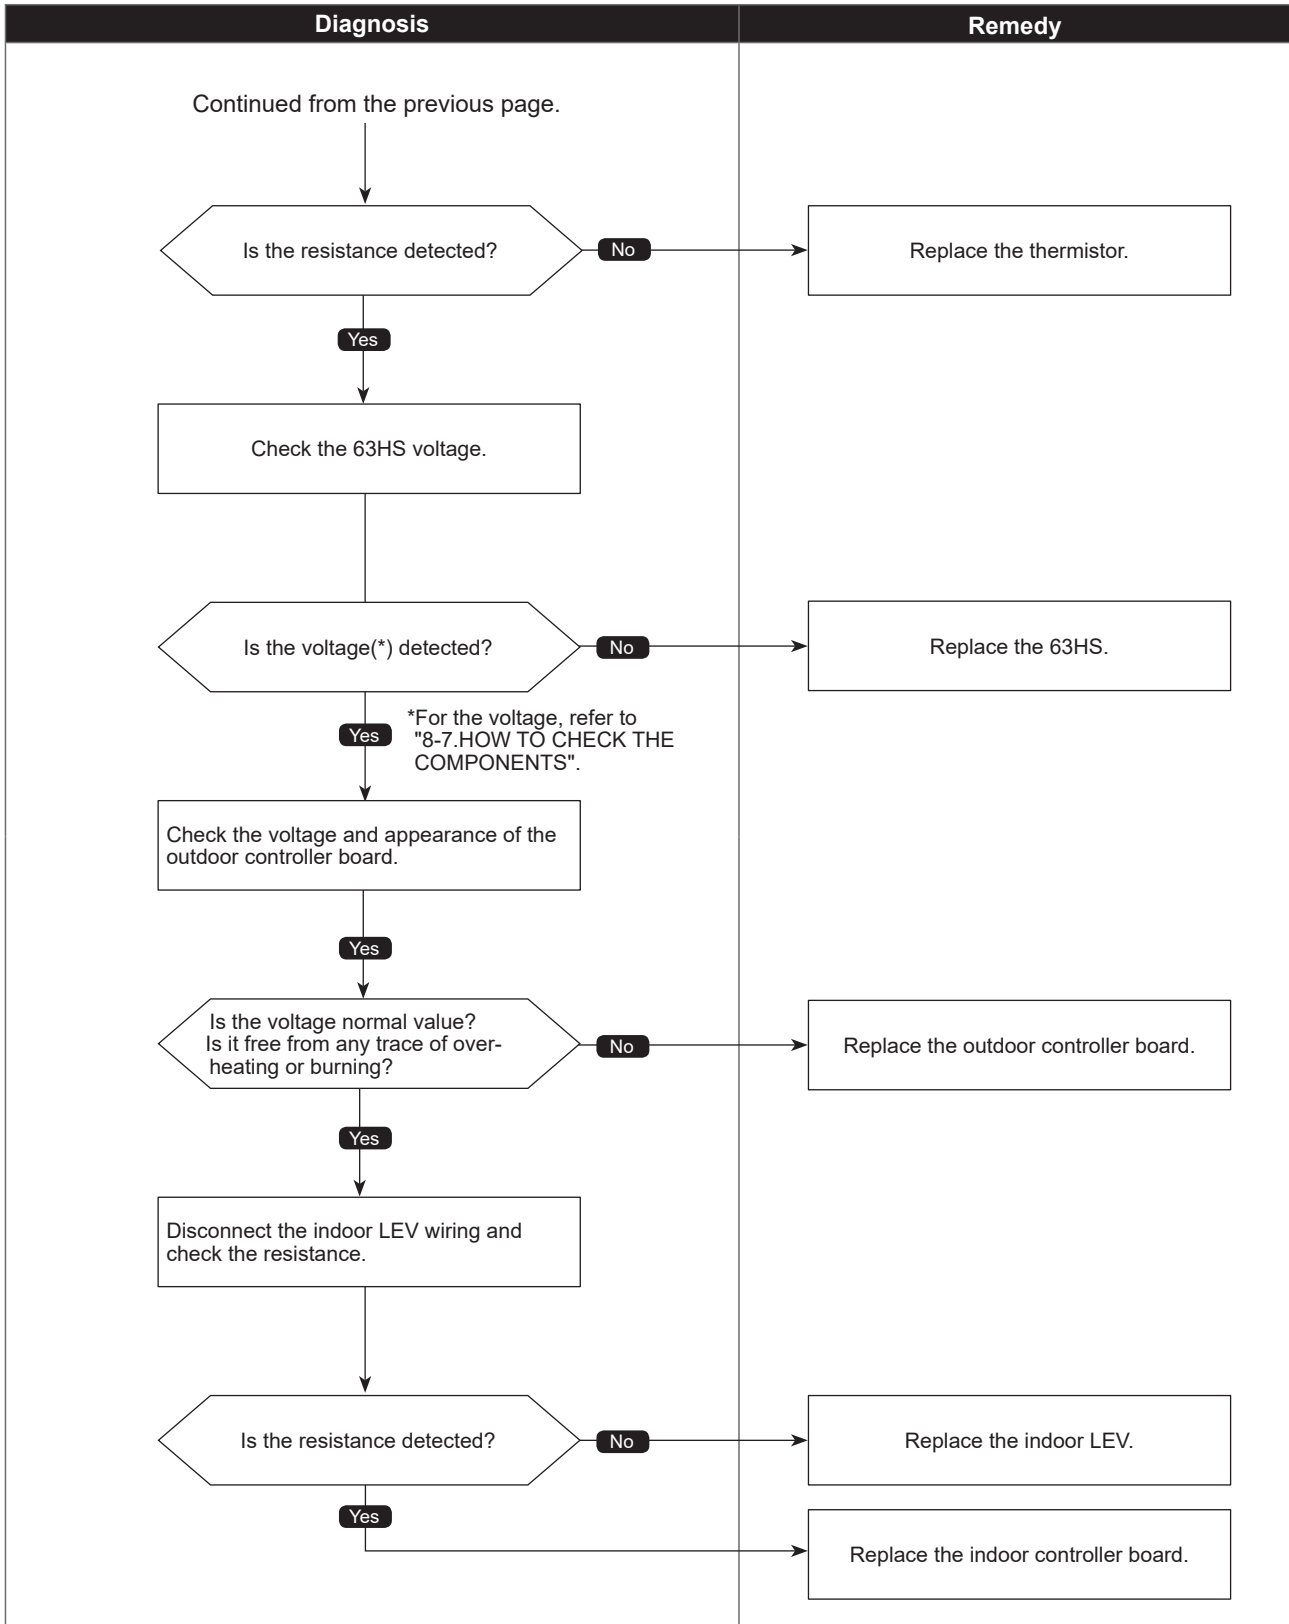 Diagnosis
Remedy
Continued from the previous page.
Is the resistance detected?
No
Replace the thermistor.
Yes
Check the 63HS voltage.
Is the voltage(*) detected?
No
Replace the 63HS.
Yes
*For the voltage, refer to
"8-7.HOW TO CHECK THE
COMPONENTS".
Check the voltage and appearance of the
outdoor controller board.
Yes
Is the voltage normal value?
Is it free from any trace of over-
heating or burning?
No
Replace the outdoor controller board.
Yes
Disconnect the indoor LEV wiring and
check the resistance.
Is the resistance detected?
No
Replace the indoor LEV.
Yes
Replace the indoor controller board.